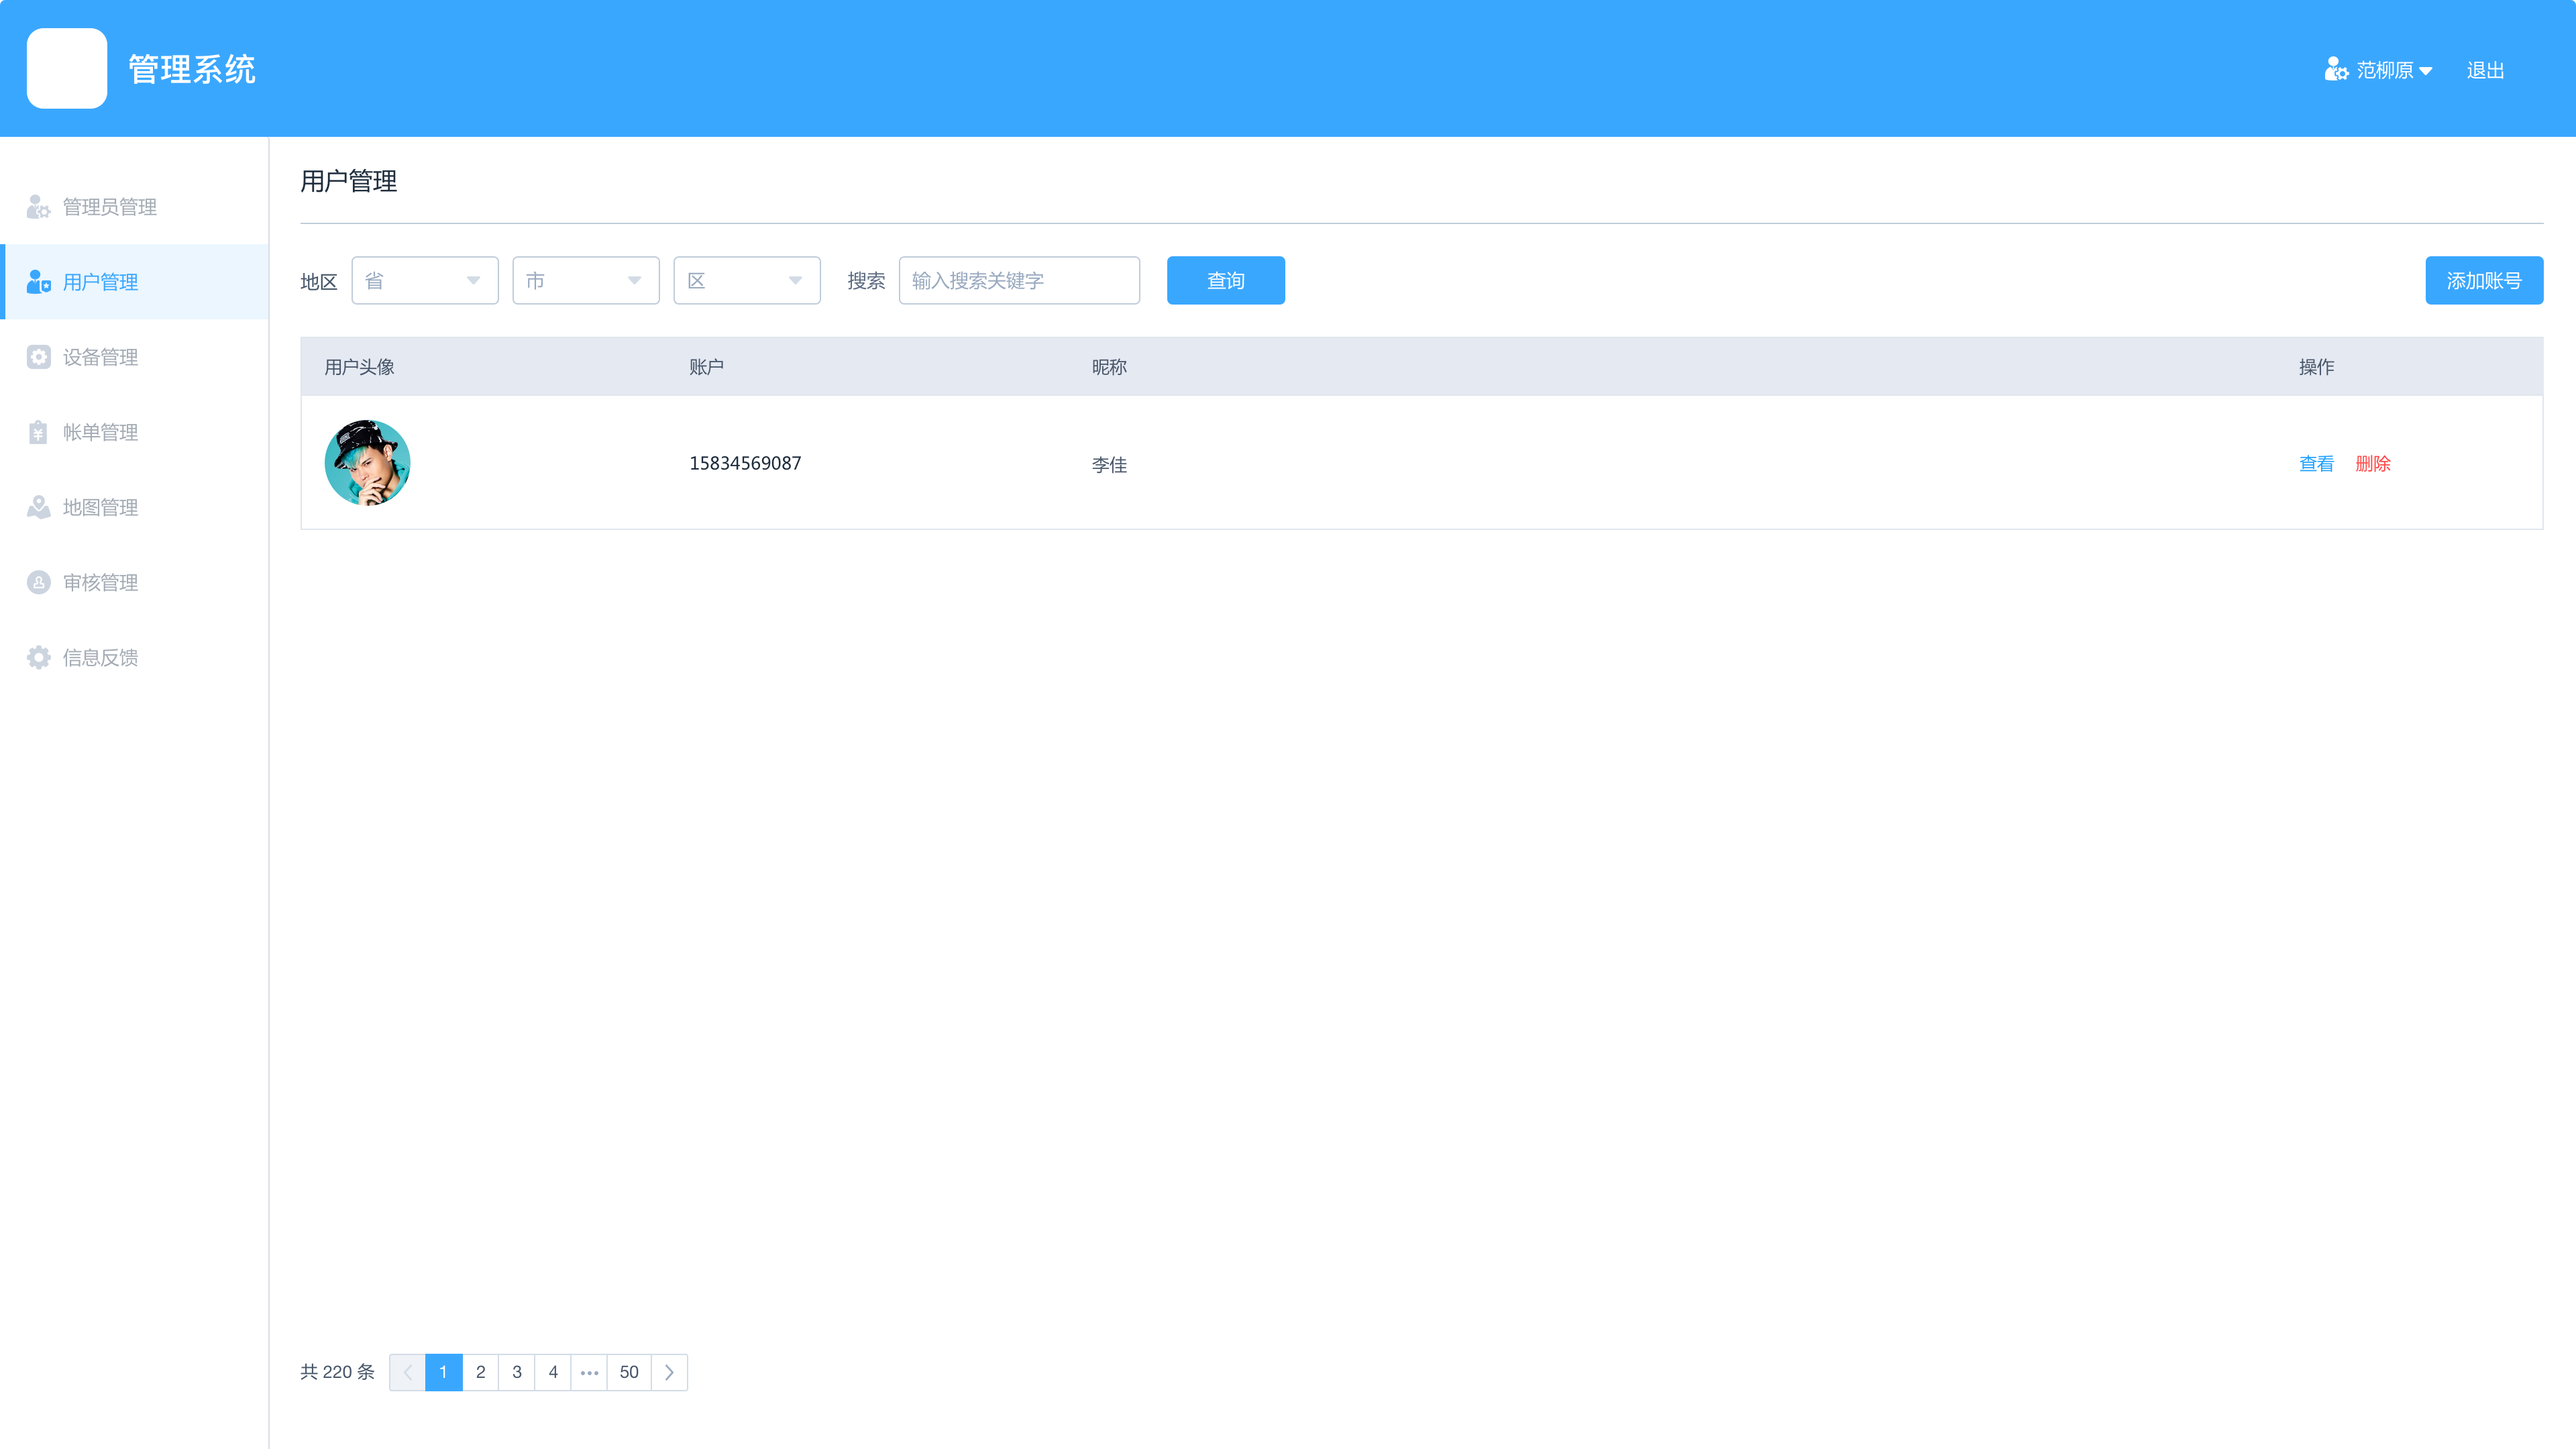 管理系统
范柳原
退出
管理员管理
用户管理
设备管理
帐单管理
地图管理
审核管理
信息反馈
用户管理
地区 省 市 区 搜索 输入搜索关键字 查询 添加账号
用户头像 账户 昵称 操作
15834569087 李佳 查看 删除
共 220 条 1 2 3 4 ••• 50